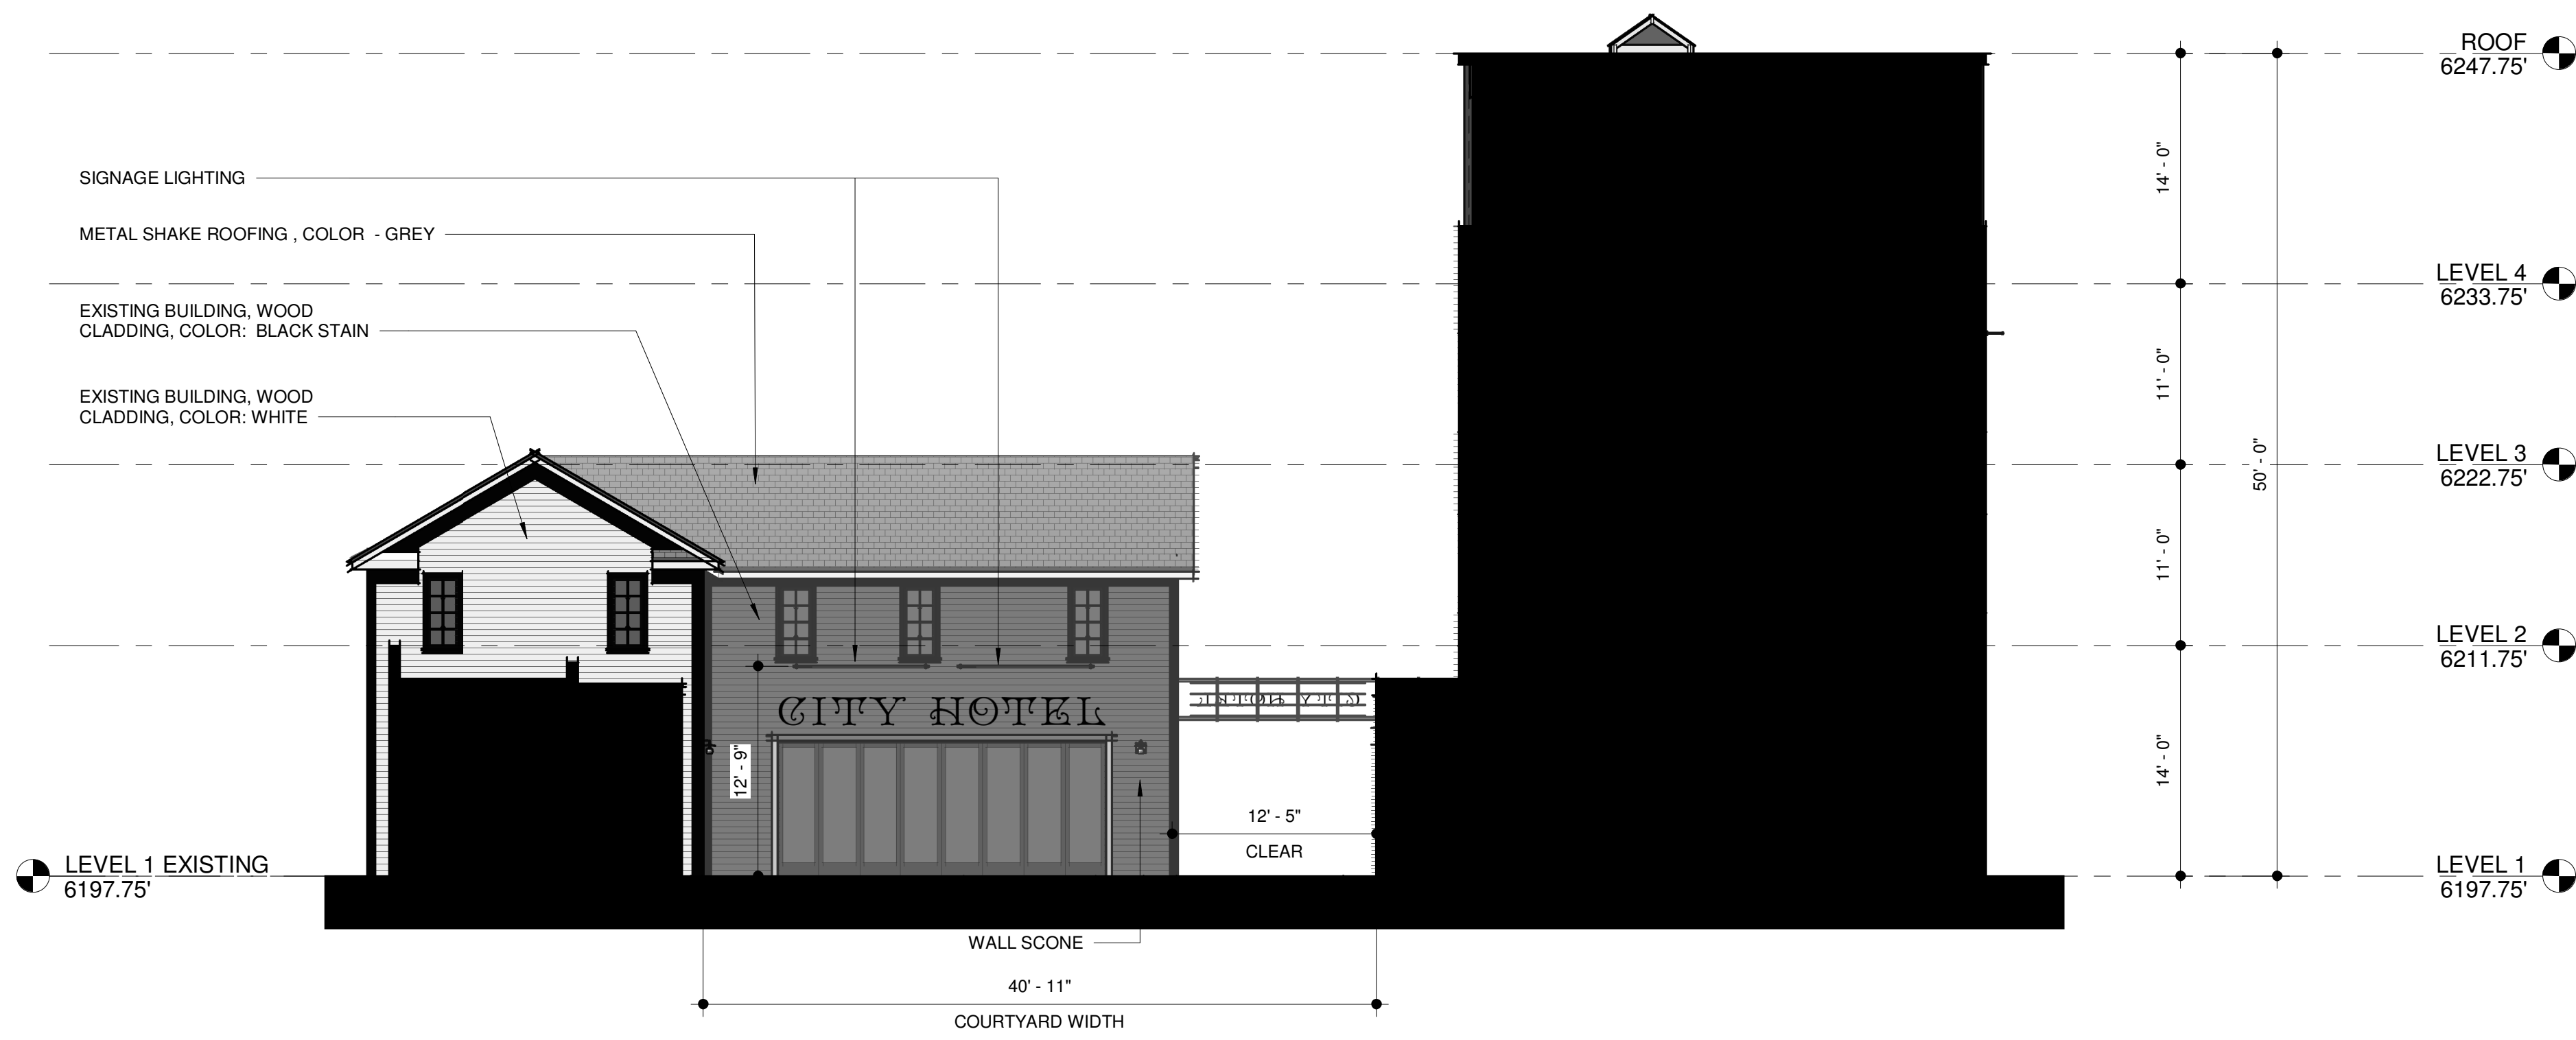 ROOF
6247.75'
SIGNAGE LIGHTING
14' - 0"
METAL SHAKE ROOFING , COLOR - GREY
LEVEL 4
6233.75'
EXISTING BUILDING, WOOD
CLADDING, COLOR: BLACK STAIN
11' - 0"
EXISTING BUILDING, WOOD
CLADDING, COLOR: WHITE
LEVEL 3
6222.75'
50' - 0"
11' - 0"
LEVEL 2
6211.75'
CITY HOTEL
CITY HOTEL
12' - 9"
14' - 0"
12' - 5"
CLEAR
LEVEL 1 EXISTING
6197.75'
LEVEL 1
6197.75'
WALL SCONE
40' - 11"
COURTYARD WIDTH